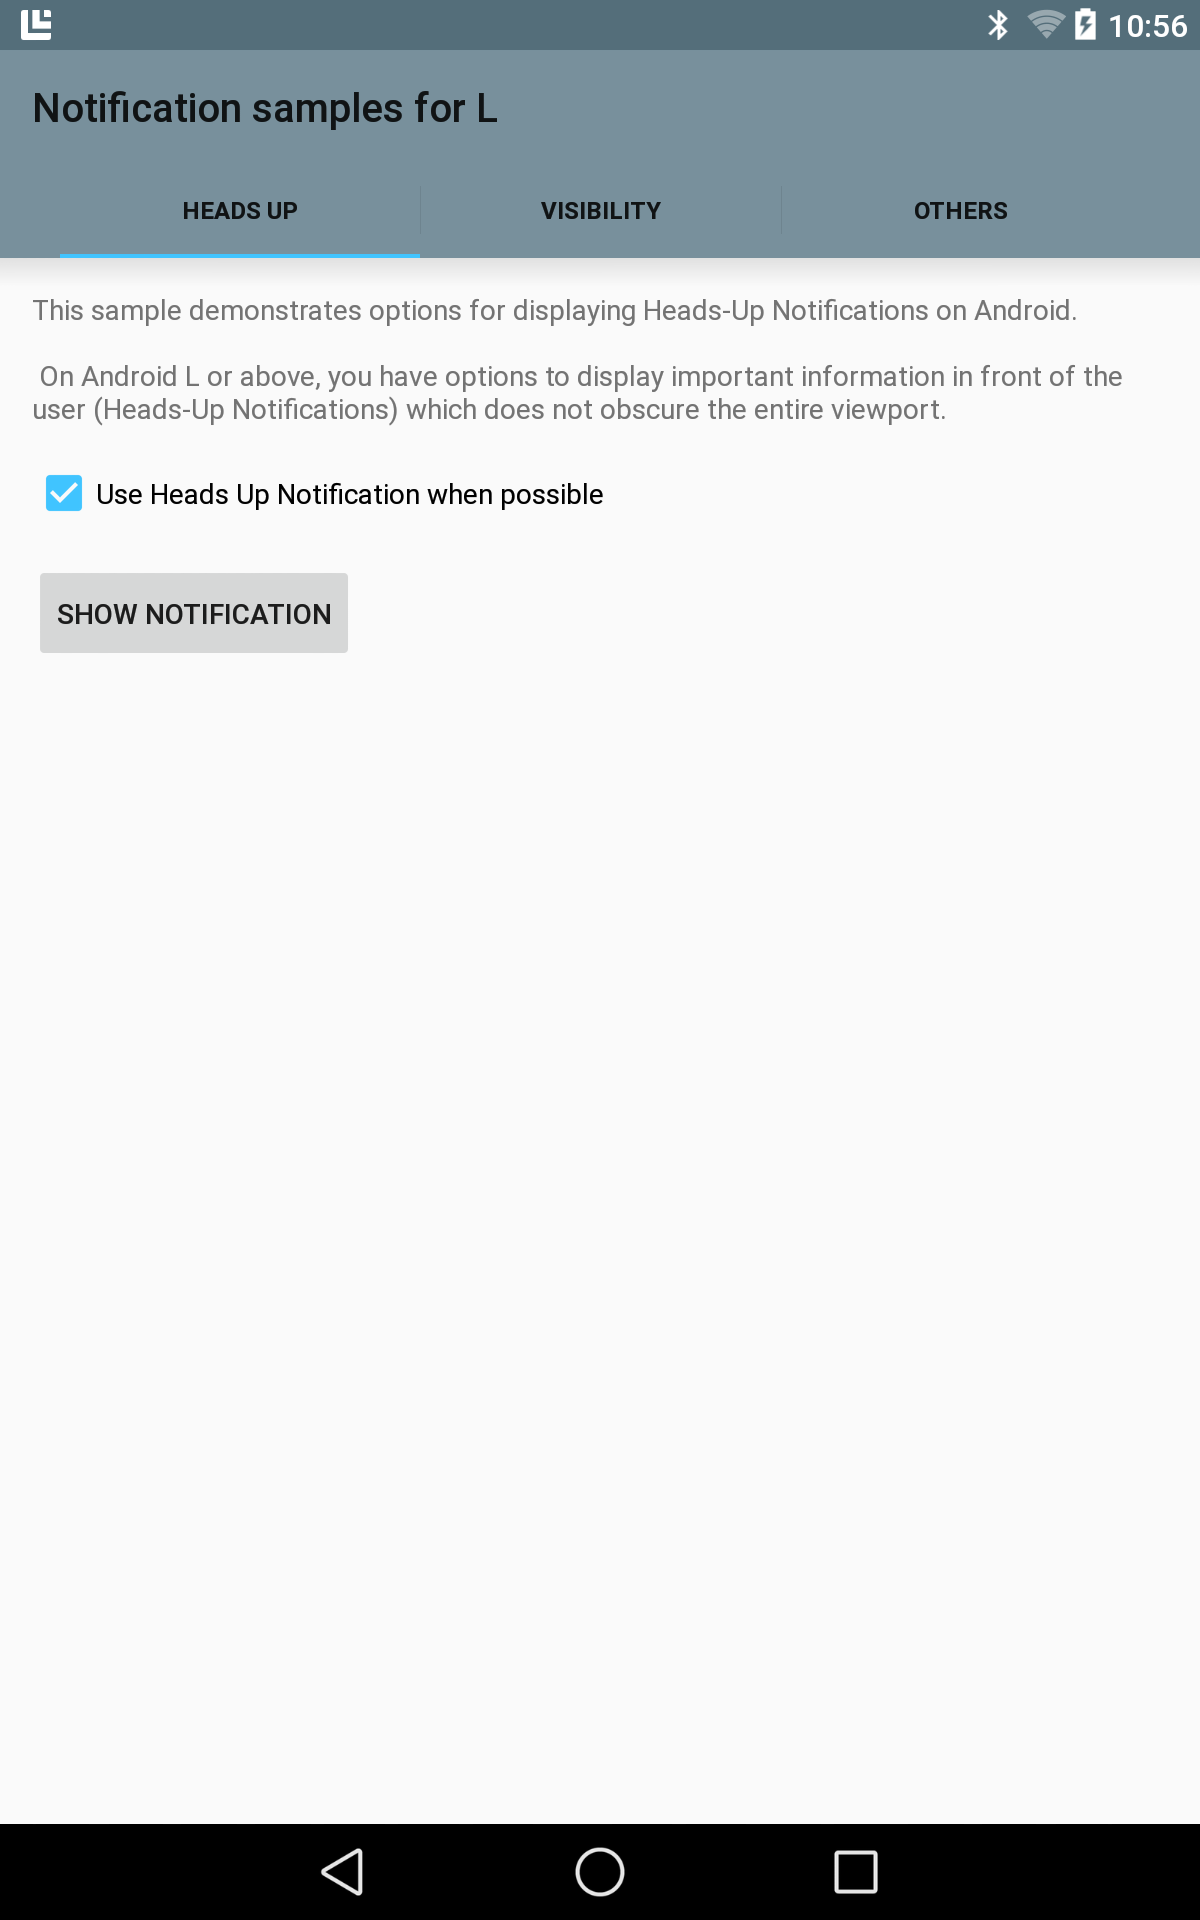 10:56
Notification samples for L
HEADS UP
VISIBILITY
OTHERS
This sample demonstrates options for displaying Heads-Up Notifications on Android.
On Android L or above, you have options to display important information in front of the
user (Heads-Up Notifications) which does not obscure the entire viewport.
Use Heads Up Notification when possible
SHOW NOTIFICATION